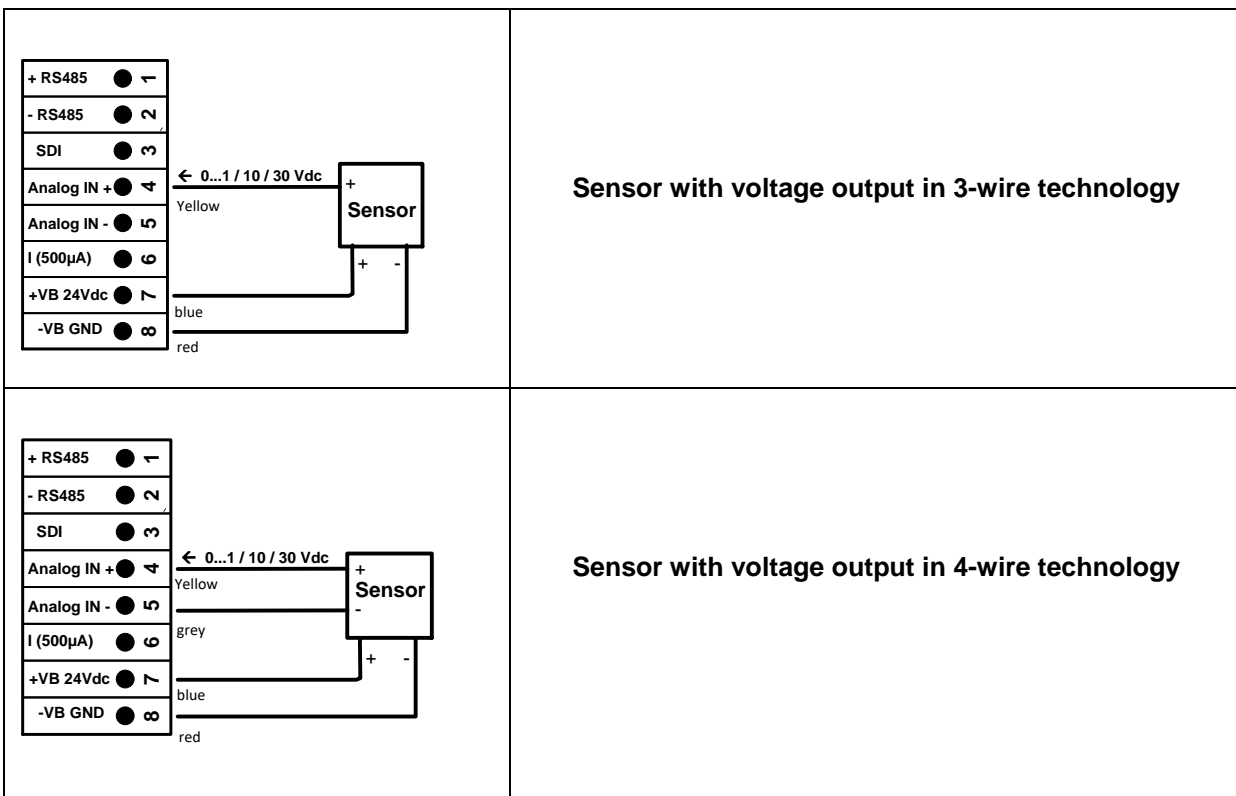 + RS485 1
- RS485 2
SDI 3
Analog IN + 4
← 0...1 / 10 / 30 Vdc
Yellow
+
Sensor
Analog IN - 5
I (500µA) 6
+ -
+VB 24Vdc 7
blue
-VB GND 8
red
Sensor with voltage output in 3-wire technology
+ RS485 1
- RS485 2
SDI 3
Analog IN + 4
← 0...1 / 10 / 30 Vdc
Yellow
+
Sensor
-
Analog IN - 5
grey
I (500µA) 6
+ -
+VB 24Vdc 7
blue
-VB GND 8
red
Sensor with voltage output in 4-wire technology